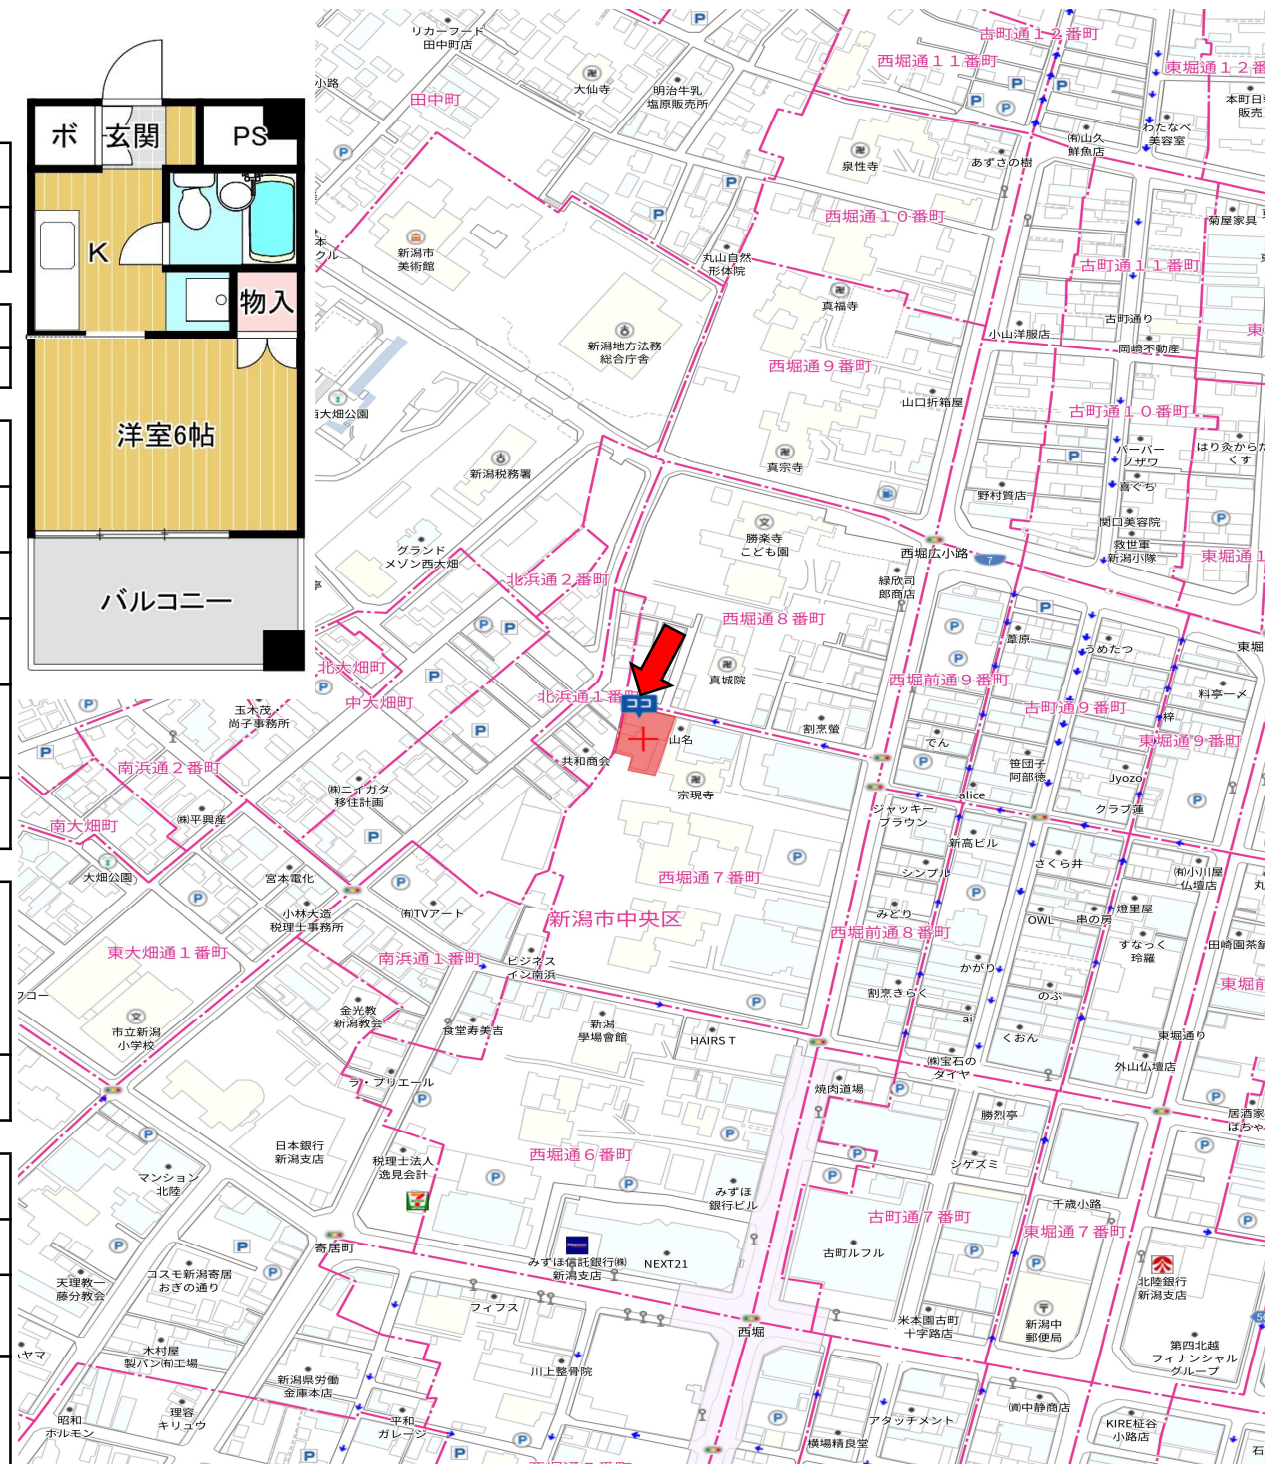 ボ
玄関
PS
K
物入
洋室6帖
バルコニー
リカーフード
田中町店
小路
田中町
大仙寺
明治牛乳
塩原販売所
西堀通11番町
古町通12番町
東堀通12番
本町日
販売
(有)山久
鮮魚店
わたなべ
美容室
泉性寺
あずさの樹
西堀通10番町
菊屋家具
新潟市
美術館
クル
丸山自然
形体院
古町通11番町
真福寺
新潟地方法務
総合庁舎
小山洋服店
古町通り
岡崎不動産
東
西堀通9番町
山口折箱屋
古町通10番町
西大畑公園
バーバー
ノザワ
はり灸からだ
くす
新潟税務署
真宗寺
喜ぐち
野村質店
関口美容院
勝楽寺
こども園
救世軍
新潟小隊
グランド
メゾン西大畑
西堀広小路
7
東堀通1
北浜通2番町
緑欣司
郎商店
西堀通8番町
葦原
うめたつ
東堀
北大畑町
真城院
西堀前通9番町
料亭一〆
中大畑町
北浜通1番町
ココ
古町通9番町
玉木茂・
尚子事務所
割烹螢
梓
山名
でん
東堀通9番町
南浜通2番町
共和商会
笹団子
阿部徳
Jyozo
宗現寺
alice
(株)ニイガタ
移住計画
ジャッキー
ブラウン
クラブ蓮
南大畑町
(株)平興産
新高ビル
さくら井
大畑公園
宮本電化
西堀通7番町
シンプル
(有)小川屋
仏壇店
丸
小林大造
税理士事務所
(有)TVアート
新潟市中央区
みどり
OWL
串の房
燈里屋
西堀前通8番町
すなっく
玲羅
田崎園茶舗
東大畑通1番町
南浜通1番町
ビジネス
イン南浜
かがり
東堀前
フコー
割烹きらく
のぶ
金光教
新潟教会
食堂寿美吉
新潟
學場會館
ai
市立新潟
小学校
HAIRS T
くおん
東堀通り
(株)宝石の
ダイヤ
外山仏壇店
ラ・プリエール
焼肉道場
勝烈亭
居酒家
ばちゃ
日本銀行
新潟支店
税理士法人
逸見会計
西堀通6番町
シゲズミ
マンション
北陸
みずほ
銀行ビル
千歳小路
古町通7番町
東堀通7番町
寄居町
古町ルフル
みずほ信託銀行(株)
新潟支店
NEXT21
天理教一
藤分教会
コスモ新潟寄居
おぎの通り
北陸銀行
新潟支店
フィフス
西堀
米本園古町
十字路店
新潟中
郵便局
ヤマ
木村屋
製パン(有)工場
川上整骨院
第四北越
フィナンシャル
グループ
新潟県労働
金庫本店
昭和
ホルモン
理容
キリュウ
平和
ガレージ
アタッチメント
(資)中静商店
KIRE柾谷
小路店
横場精良堂
石